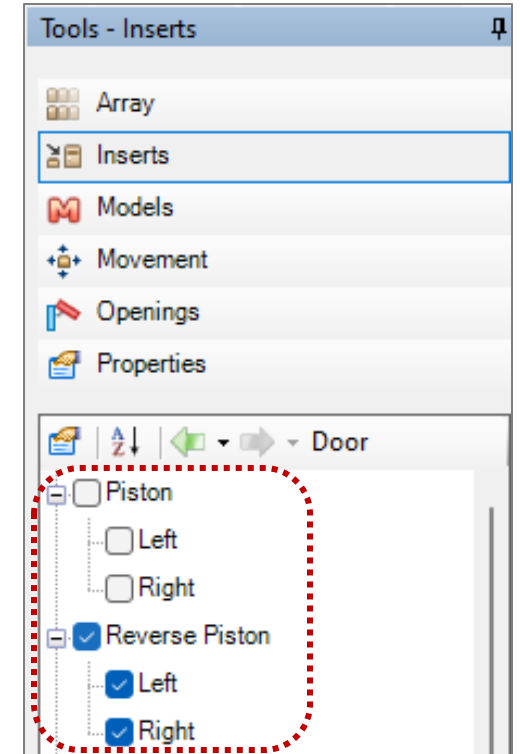 Tools - Inserts
Array
Inserts
Models
Movement
Openings
Properties
Door
Piston
Left
Right
Reverse Piston
Left
Right